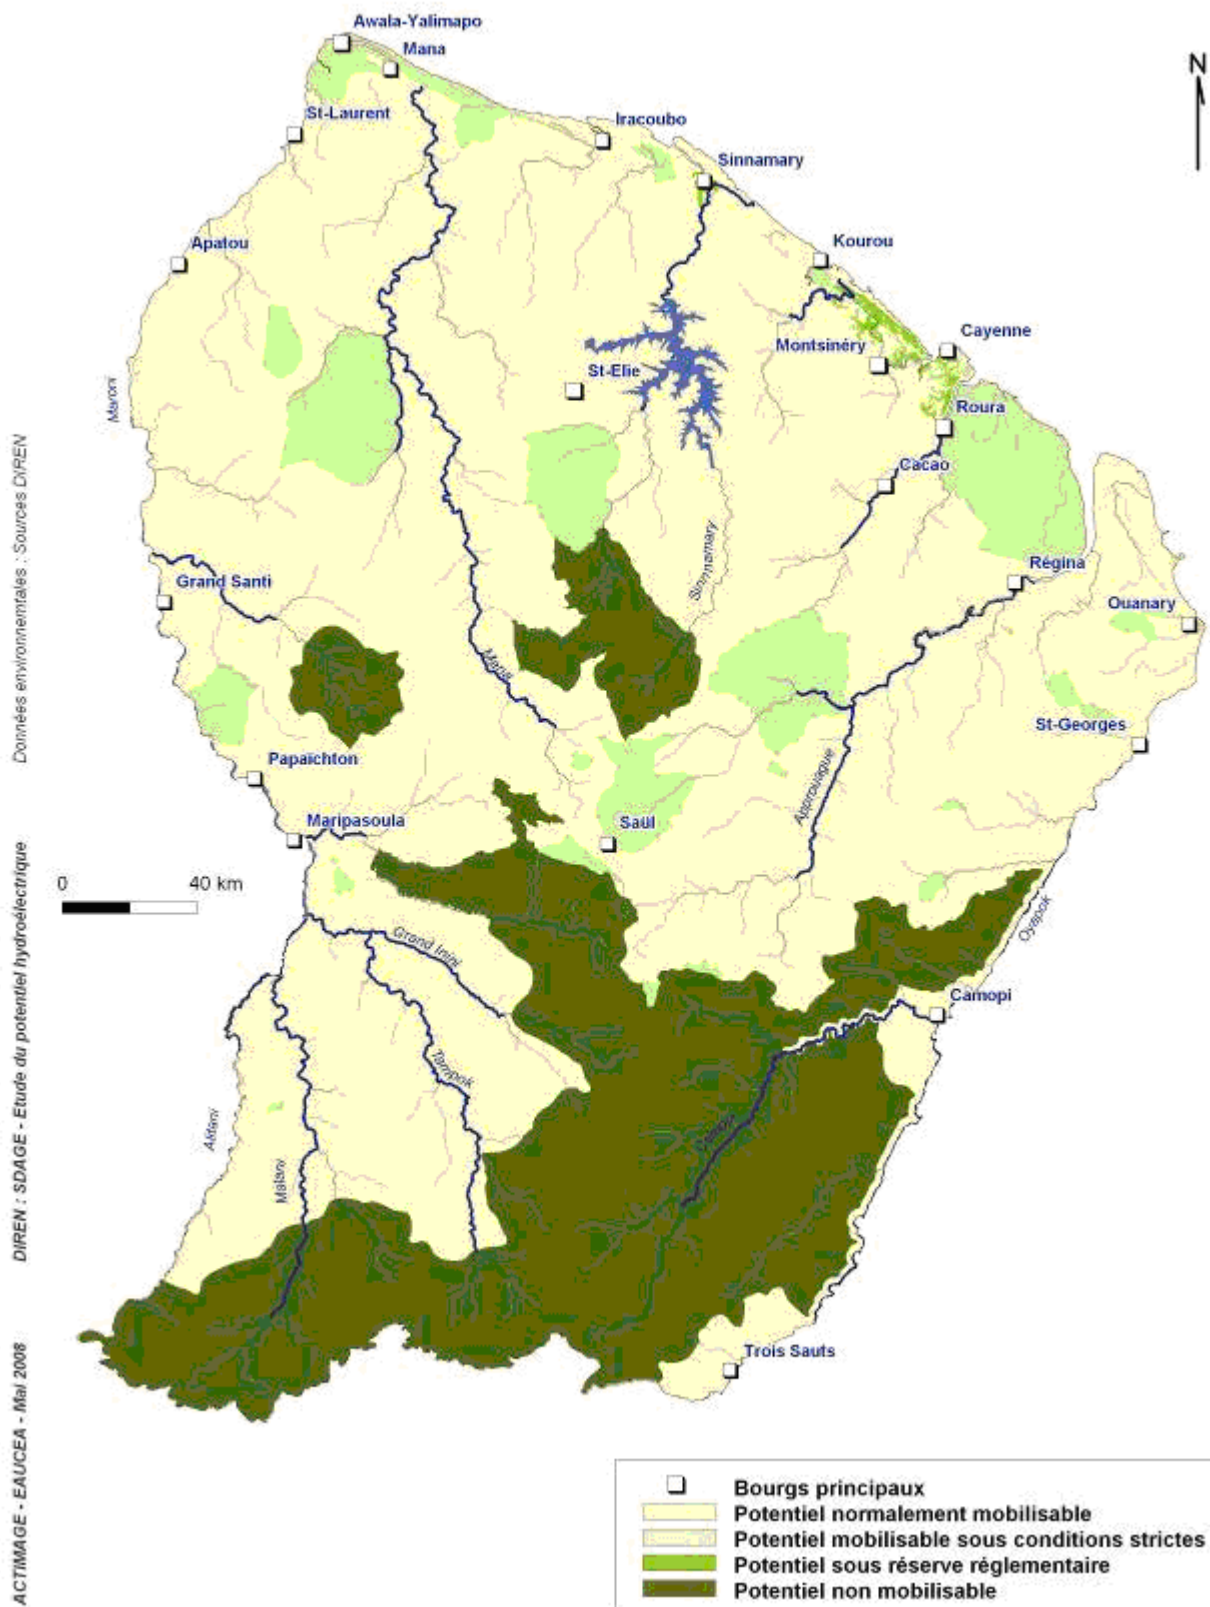 Awala-Yalimapo
Mana
N
St-Laurent
Iracoubo
Sinnamary
Apatou
Kourou
Cayenne
Montsinéry
St-Elie
Maroni
Roura
Cacao
Sinnnamary
Régina
Grand Santi
Ouanary
Mana
St-Georges
Papaïchton
Approuague
Maripasoula
Saül
0 40 km
Oyapok
Grand Inini
Camopi
Tampok
Alitani
Malani
Trois Sauts
Bourgs principaux
Potentiel normalement mobilisable
Potentiel mobilisable sous conditions strictes
Potentiel sous réserve réglementaire
Potentiel non mobilisable
Données environnemtales : Sources DIREN
DIREN : SDAGE - Etude du potentiel hydroélectrique
ACTIMAGE - EAUCEA - Mai 2008